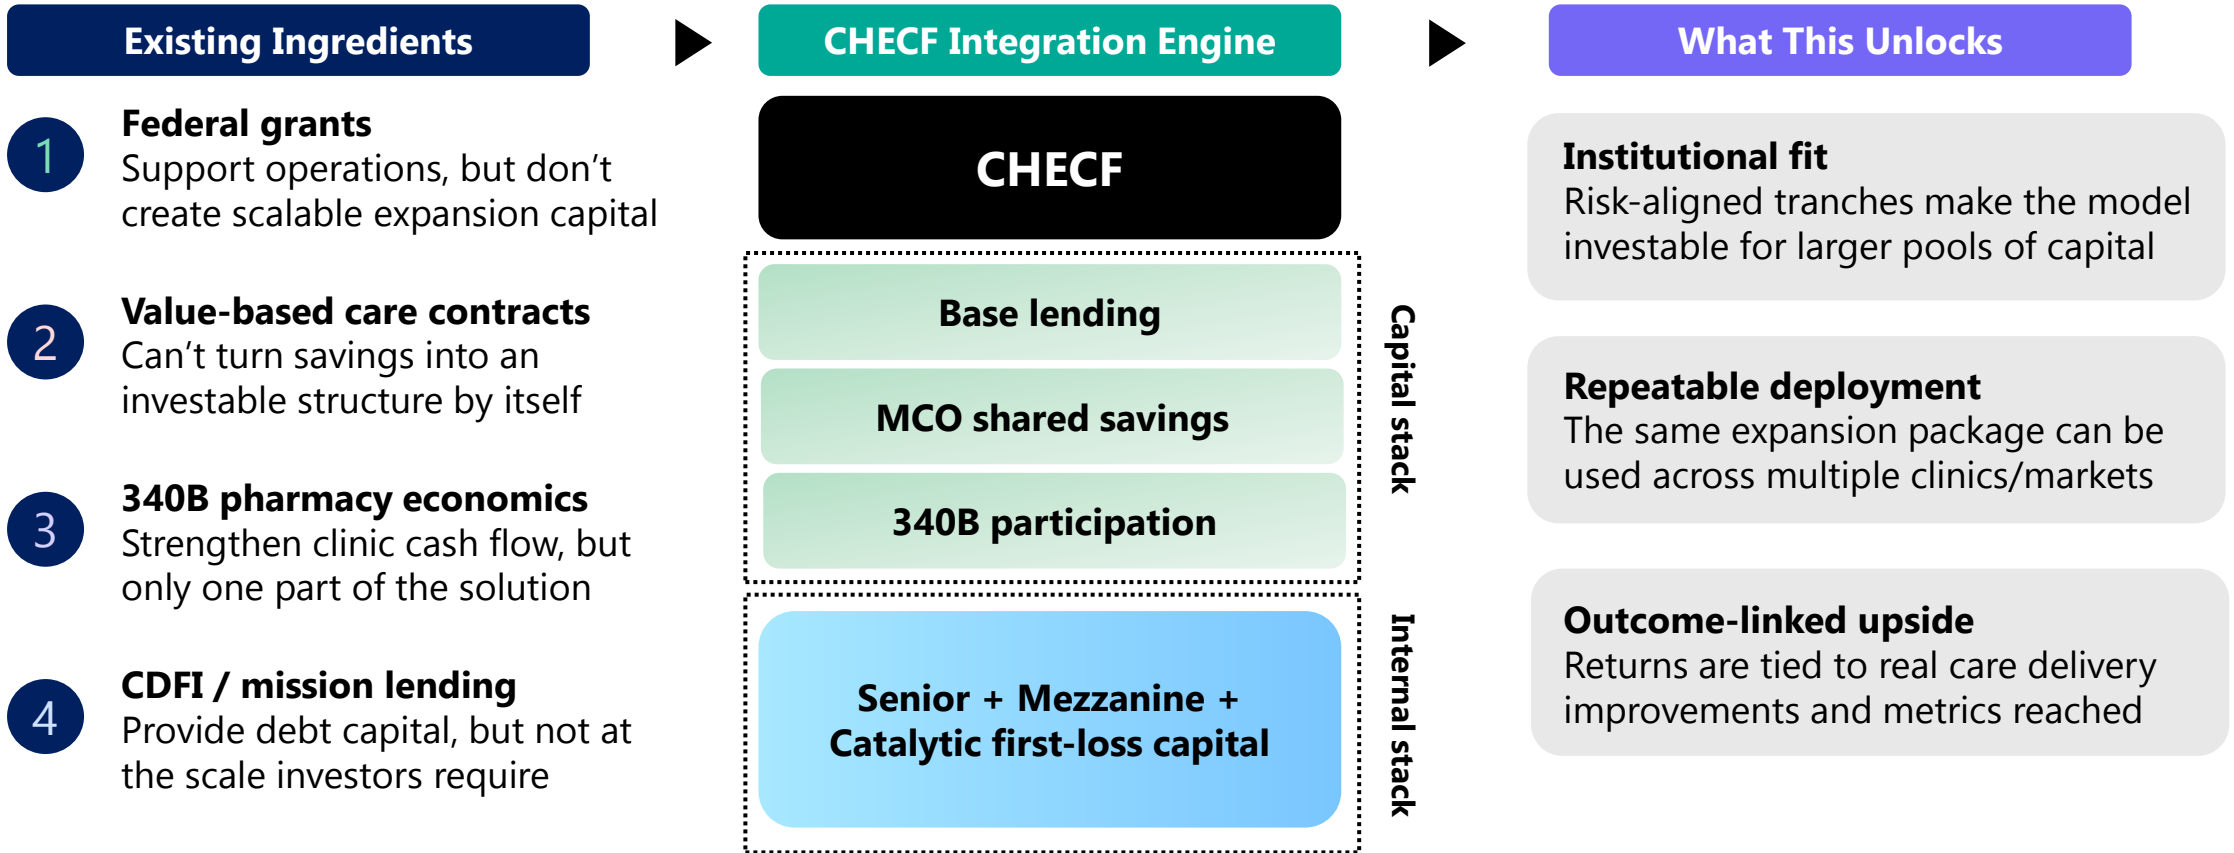 Existing Ingredients
1
Federal grants
Support operations, but don’t
create scalable expansion capital
2
Value-based care contracts
Can’t turn savings into an
investable structure by itself
3
340B pharmacy economics
Strengthen clinic cash flow, but
only one part of the solution
4
CDFI / mission lending
Provide debt capital, but not at
the scale investors require
CHECF Integration Engine
CHECF
Base lending
MCO shared savings
340B participation
Capital stack
Senior + Mezzanine +
Catalytic first-loss capital
Internal stack
What This Unlocks
Institutional fit
Risk-aligned tranches make the model
investable for larger pools of capital
Repeatable deployment
The same expansion package can be
used across multiple clinics/markets
Outcome-linked upside
Returns are tied to real care delivery
improvements and metrics reached